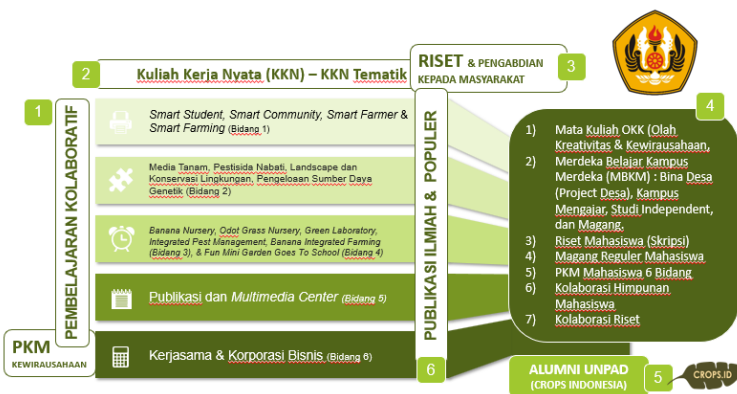 2
Kuliah Kerja Nyata (KKN) – KKN Tematik
RISET & PENGABDIAN
KEPADA MASYARAKAT
3
1
PEMBELAJARAN KOLABORATIF
Smart Student, Smart Community, Smart Farmer &
Smart Farming (Bidang 1)
Media Tanam, Pestisida Nabati, Landscape dan
Konservasi Lingkungan, Pengeloaan Sumber Daya
Genetik (Bidang 2)
Banana Nursery, Odot Grass Nursery, Green Laboratory,
Integrated Pest Management, Banana Integrated Farming
(Bidang 3), & Fun Mini Garden Goes To School (Bidang 4)
Publikasi dan Multimedia Center (Bidang 5)
Kerjasama & Korporasi Bisnis (Bidang 6)
PKM
KEWIRAUSAHAAN
PUBLIKASI ILMIAH & POPULER
6
4
1) Mata Kuliah OKK (Olah
Kreativitas & Kewirausahaan,
2) Merdeka Belajar Kampus
Merdeka (MBKM) : Bina Desa
(Project Desa), Kampus
Mengajar, Studi Independent,
dan Magang.
3) Riset Mahasiswa (Skripsi)
4) Magang Reguler Mahasiswa
5) PKM Mahasiswa 6 Bidang
6) Kolaborasi Himpunan
Mahasiswa
7) Kolaborasi Riset
ALUMNI UNPAD
(CROPS INDONESIA)
5
CROPS.ID